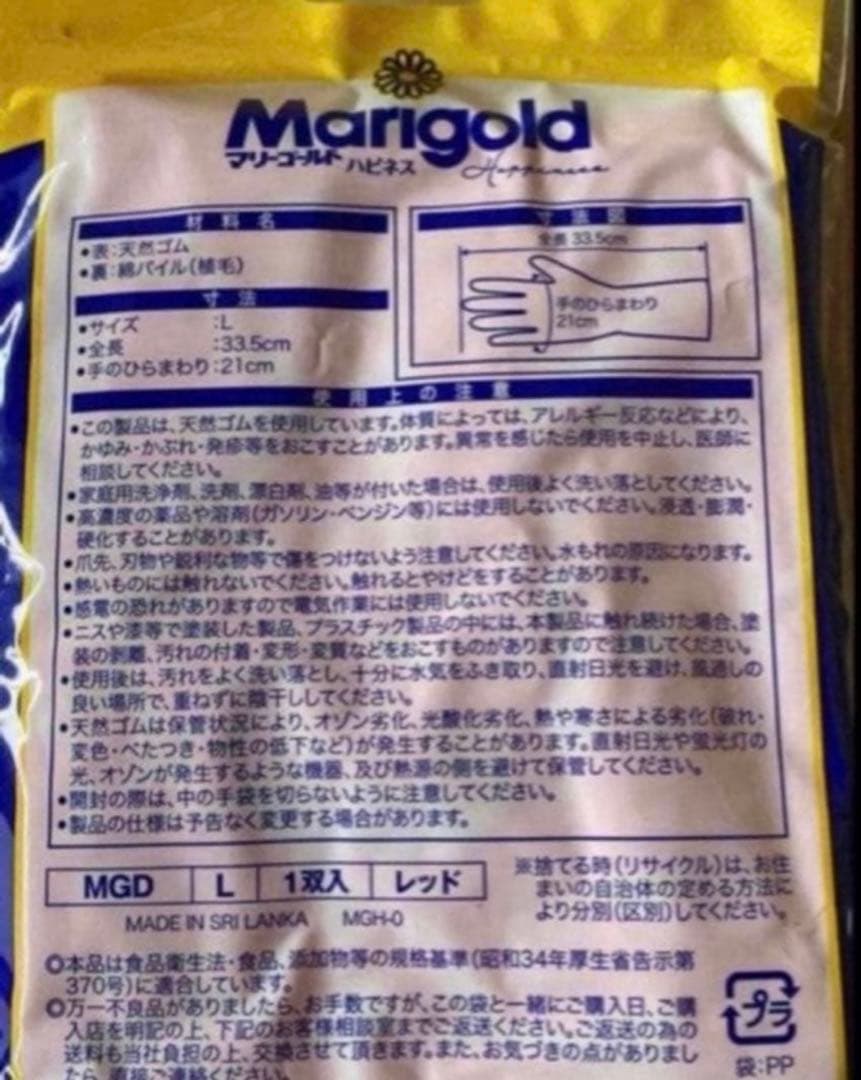 Marigold
マリーゴールド ハピネス Happiness
材料名
•表:天然ゴム
•裏:綿パイル(植毛)
寸法
•サイズ :L
•全長 :33.5cm
•手のひらまわり:21cm
寸法図
全長 33.5cm
手のひらまわり
21cm
使用上の注意
•この製品は、天然ゴムを使用しています。体質によっては、アレルギー反応などにより、
かゆみ・かぶれ・発疹等をおこすことがあります。異常を感じたら使用を中止し、医師に
相談してください。
•家庭用洗浄剤、洗剤、漂白剤、油等が付いた場合は、使用後よく洗い落としてください。
•高濃度の薬品や溶剤(ガソリン・ベンジン等)には使用しないでください。浸透・膨潤・
硬化することがあります。
•爪先、刃物や鋭利な物等で傷をつけないよう注意してください。水もれの原因になります。
•熱いものには触れないでください。触れるとやけどをすることがあります。
•感電の恐れがありますので電気作業には使用しないでください。
•ニスや漆等で塗装した製品、プラスチック製品の中には、本製品に触れ続けた場合、塗
装の剥離、汚れの付着・変形・変質などをおこすものがありますので注意してください。
•使用後は、汚れをよく洗い落とし、十分に水気をふき取り、直射日光を避け、風通しの
良い場所で、重ねずに陰干ししてください。
•天然ゴムは保管状況により、オゾン劣化、光酸化劣化、熱や寒さによる劣化(破れ・
変色・べたつき・物性の低下など)が発生することがあります。直射日光や蛍光灯の
光、オゾンが発生するような機器、及び熱源の側を避けて保管してください。
•開封の際は、中の手袋を切らないように注意してください。
•製品の仕様は予告なく変更する場合があります。
MGD L 1双入 レッド
MADE IN SRI LANKA MGH-0
※捨てる時(リサイクル)は、お住
まいの自治体の定める方法に
より分別(区別)してください。
◎本品は食品衛生法・食品、添加物等の規格基準(昭和34年厚生省告示第
370号)に適合しています。
◎万一不良品がありましたら、お手数ですが、この袋と一緒にご購入日、ご購
入店を明記の上、下記のお客様相談室までご返送ください。ご返送の為の
送料も当社負担の上、交換させて頂きます。また、お気づきの点がありまし
たら、直接ご連絡ください。
プラ
袋:PP